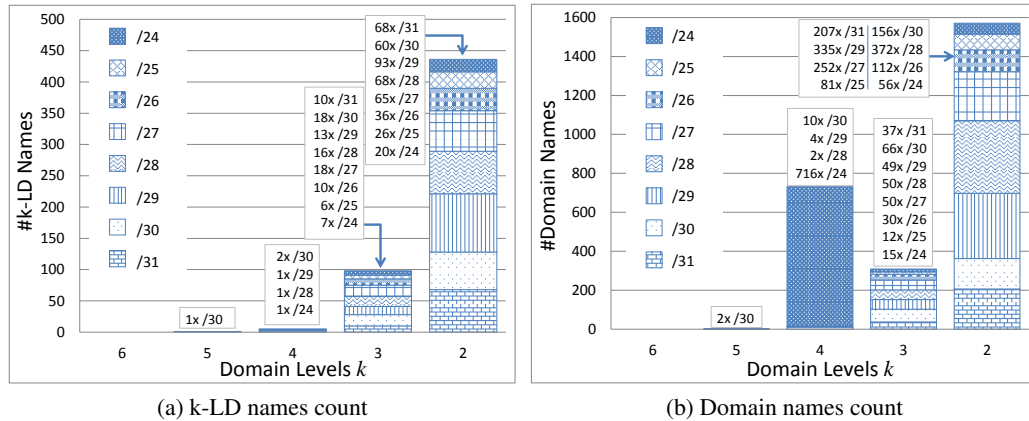 500
450
400
350
300
250
200
150
100
50
0
#k-LD Names
/24
/25
/26
/27
/28
/29
/30
/31
1x /30
2x /30
1x /29
1x /28
1x /24
10x /31
18x /30
13x /29
16x /28
18x /27
10x /26
6x /25
7x /24
68x /31
60x /30
93x /29
68x /28
65x /27
36x /26
26x /25
20x /24
6 5 4 3 2
Domain Levels k
(a) k-LD names count
1600
1400
1200
1000
800
600
400
200
0
#Domain Names
/24
/25
/26
/27
/28
/29
/30
/31
2x /30
10x /30
4x /29
2x /28
716x /24
207x /31 156x /30
335x /29 372x /28
252x /27 112x /26
81x /25 56x /24
37x /31
66x /30
49x /29
50x /28
50x /27
30x /26
12x /25
15x /24
6 5 4 3 2
Domain Levels k
(b) Domain names count